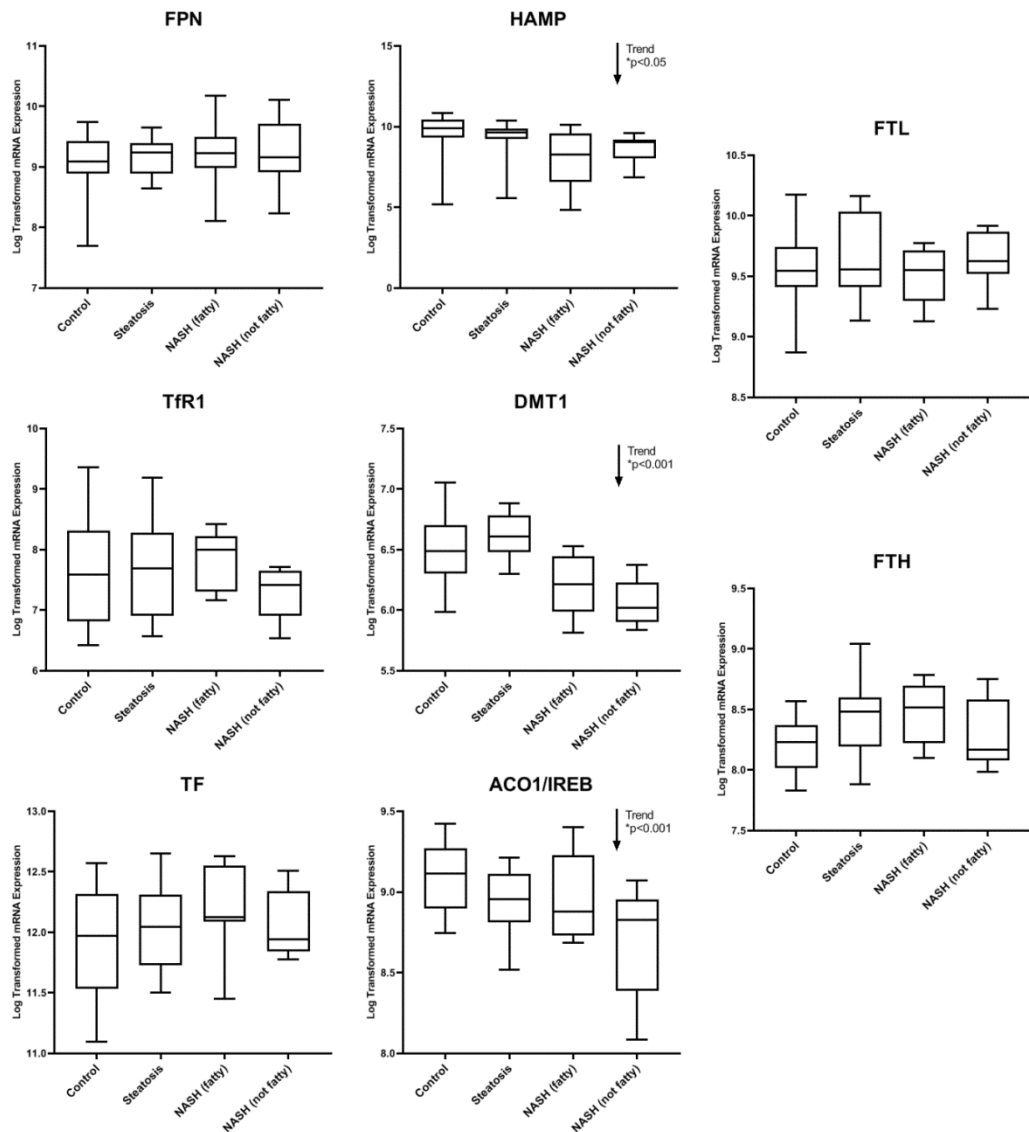 FPN
Log Transformed mRNA Expression
11
10
9
8
7
Control
Steatosis
NASH (fatty)
NASH (not fatty)
HAMP
Trend
*p<0.05
Log Transformed mRNA Expression
15
10
5
0
Control
Steatosis
NASH (fatty)
NASH (not fatty)
FTL
Log Transformed mRNA Expression
10.5
10.0
9.5
9.0
8.5
Control
Steatosis
NASH (fatty)
NASH (not fatty)
TfR1
Log Transformed mRNA Expression
10
9
8
7
6
Control
Steatosis
NASH (fatty)
NASH (not fatty)
DMT1
Trend
*p<0.001
Log Transformed mRNA Expression
7.5
7.0
6.5
6.0
5.5
Control
Steatosis
NASH (fatty)
NASH (not fatty)
FTH
Log Transformed mRNA Expression
9.5
9.0
8.5
8.0
7.5
Control
Steatosis
NASH (fatty)
NASH (not fatty)
TF
Log Transformed mRNA Expression
13.0
12.5
12.0
11.5
11.0
Control
Steatosis
NASH (fatty)
NASH (not fatty)
ACO1/IREB
Trend
*p<0.001
Log Transformed mRNA Expression
9.5
9.0
8.5
8.0
Control
Steatosis
NASH (fatty)
NASH (not fatty)